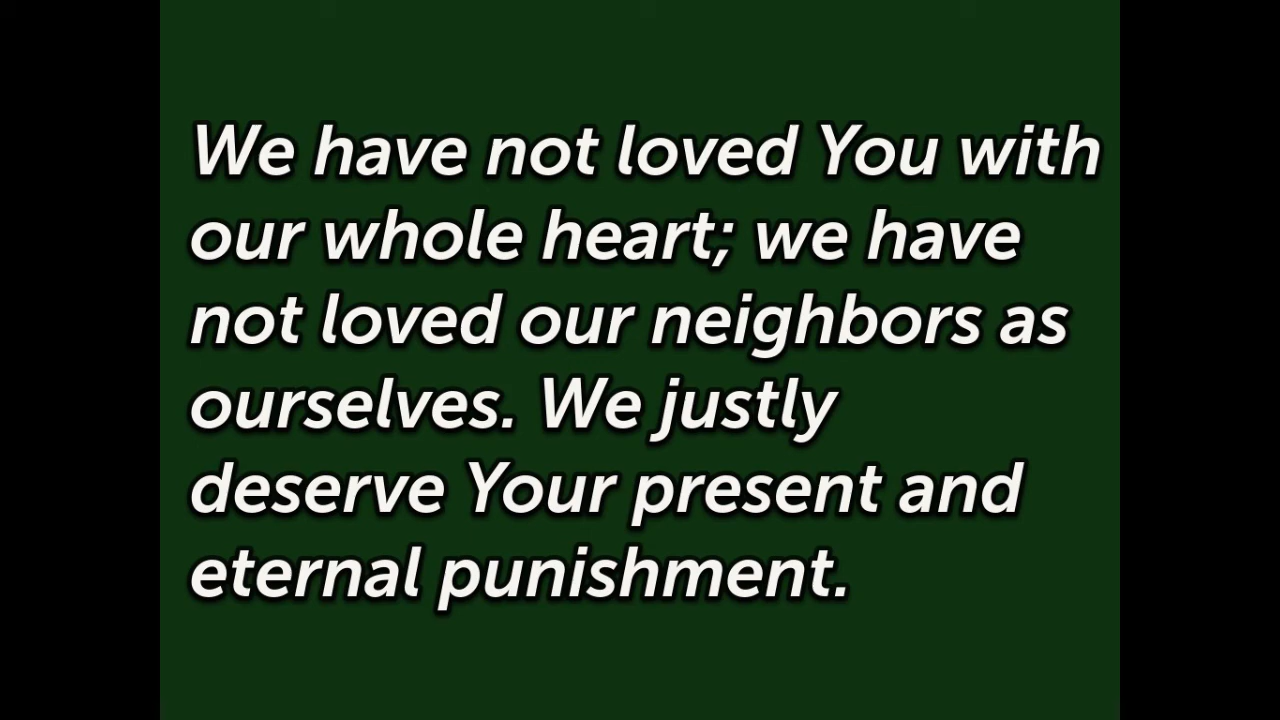 We have not loved You with
our whole heart; we have
not loved our neighbors as
ourselves. We justly
deserve Your present and
eternal punishment.